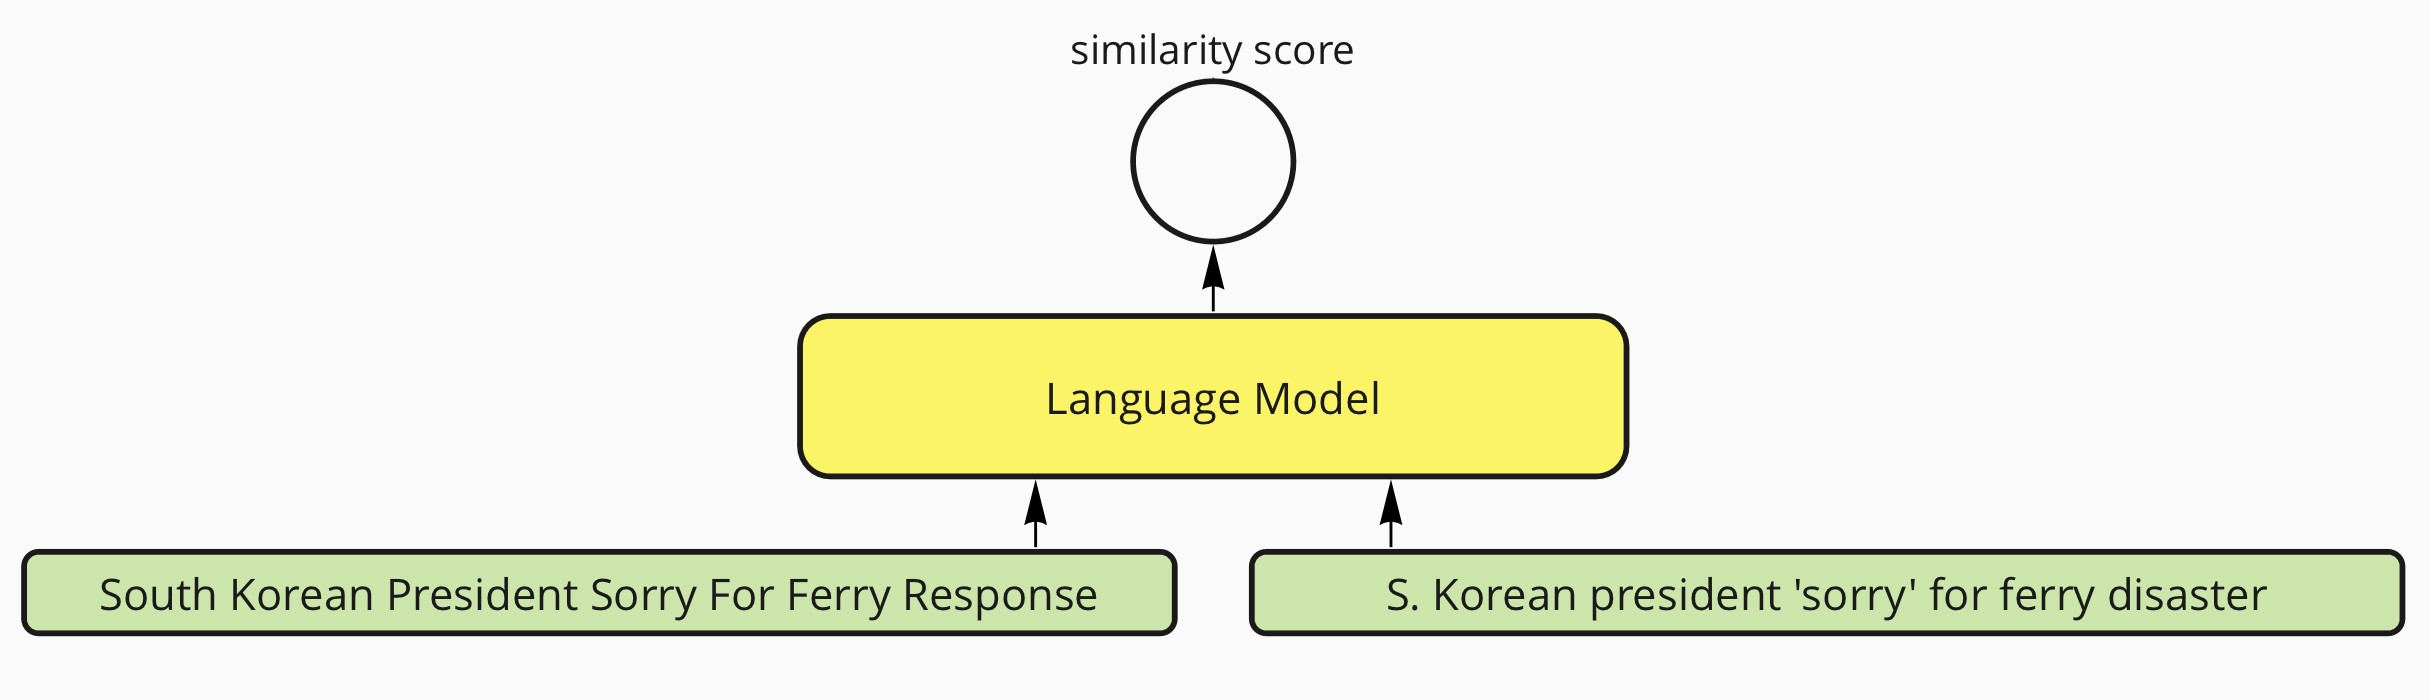 similarity score
Language Model
South Korean President Sorry For Ferry Response
S. Korean president 'sorry' for ferry disaster